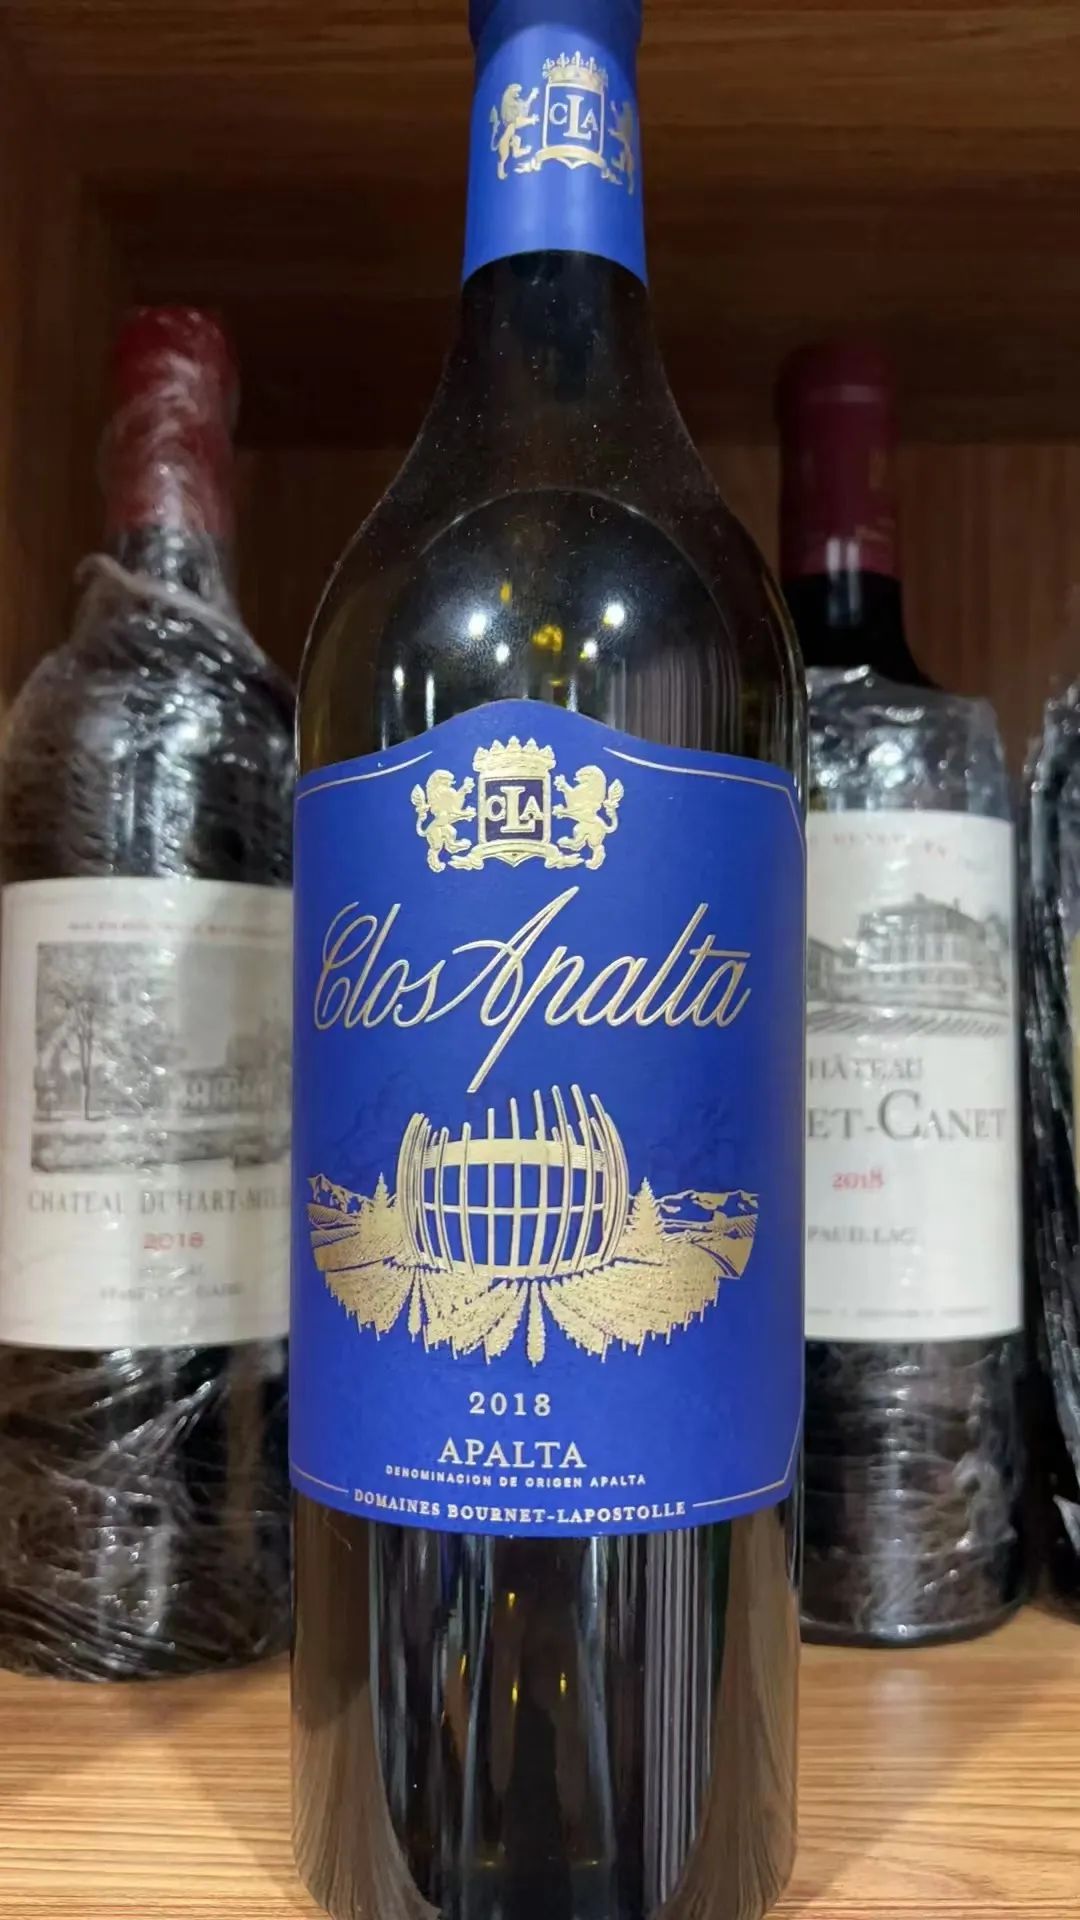 CLA
CLA
Clos Apalta
2018
APALTA
DENOMINACION DE ORIGEN APALTA
DOMAINES BOURNET-LAPOSTOLLE
CHATEAU DUHART-MIL
2018
HÂTEAU
ET-CANET
2018
PAUILLAC